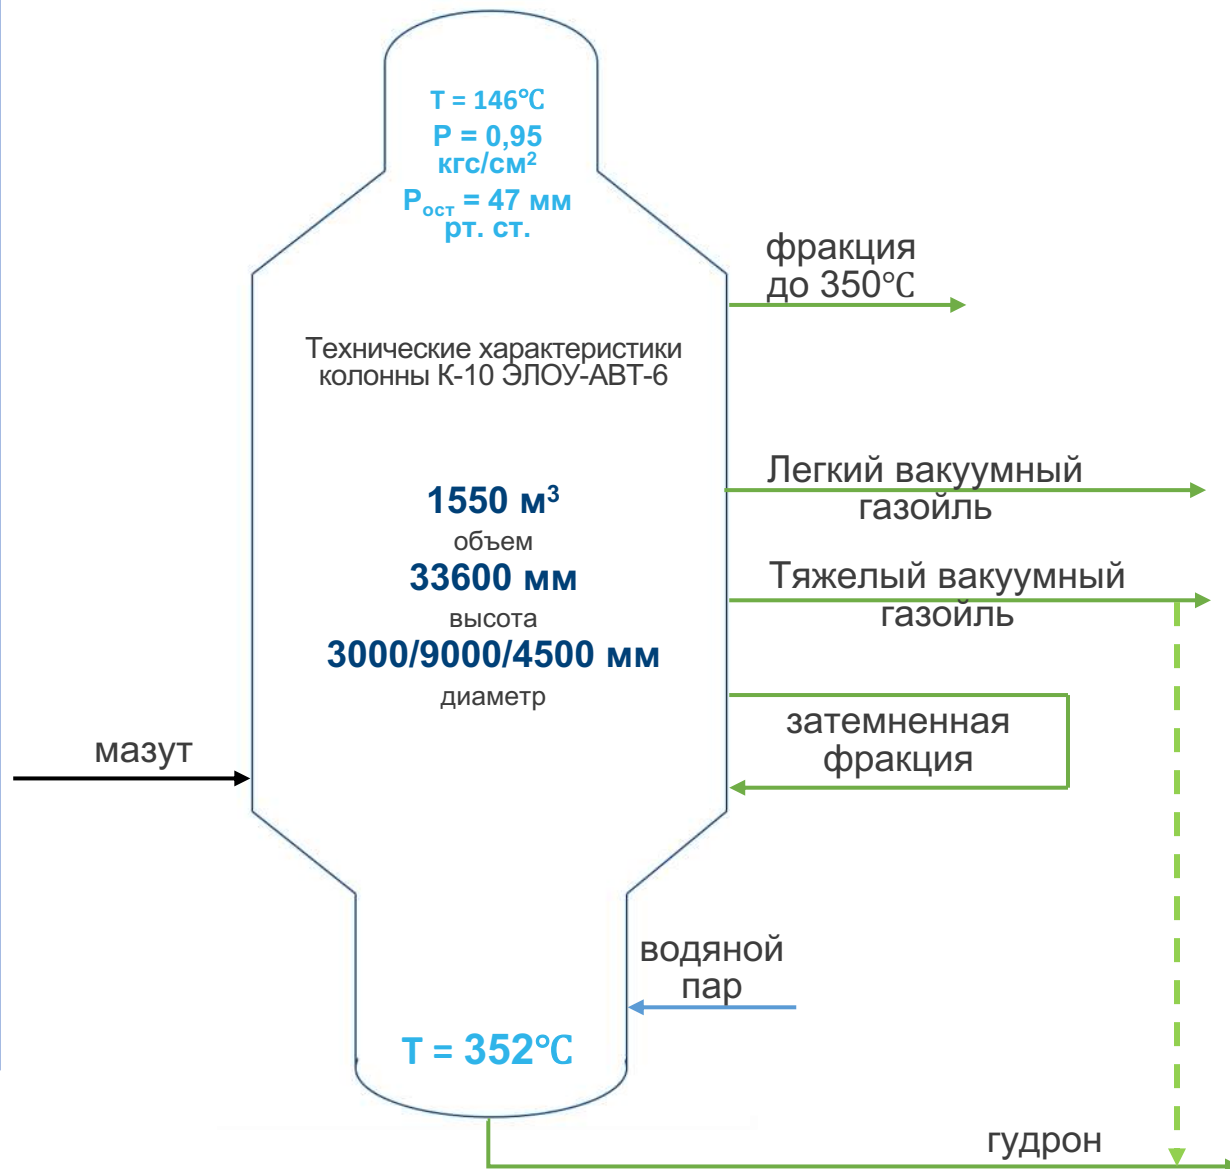 T = 146℃
P = 0,95
кгс/см²
Pост = 47 мм
рт. ст.
фракция
до 350℃
Технические характеристики
колонны К-10 ЭЛОУ-АВТ-6
Легкий вакуумный
газойль
1550 м³
объем
33600 мм
высота
3000/9000/4500 мм
диаметр
Тяжелый вакуумный
газойль
затемненная
фракция
мазут
водяной
пар
T = 352℃
гудрон